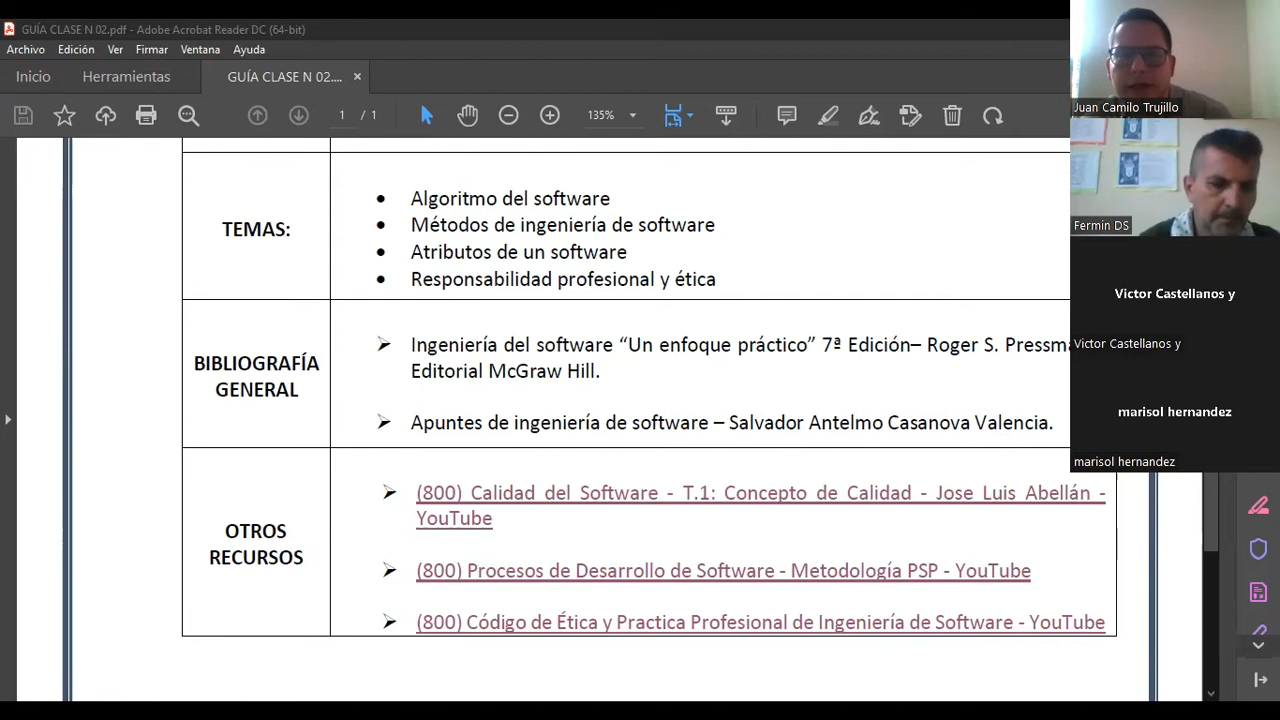 GUÍA CLASE N 02.pdf - Adobe Acrobat Reader DC (64-bit)
Archivo Edición Ver Firmar Ventana Ayuda
Inicio Herramientas GUÍA CLASE N 02.... ×
1 / 1 135%
TEMAS:
• Algoritmo del software
• Métodos de ingeniería de software
• Atributos de un software
• Responsabilidad profesional y ética
BIBLIOGRAFÍA
GENERAL
Ingeniería del software “Un enfoque práctico” 7ª Edición– Roger S. Pressma
Editorial McGraw Hill.
Apuntes de ingeniería de software – Salvador Antelmo Casanova Valencia.
OTROS
RECURSOS
(800) Calidad del Software - T.1: Concepto de Calidad - Jose Luis Abellán -
YouTube
(800) Procesos de Desarrollo de Software - Metodología PSP - YouTube
(800) Código de Ética y Practica Profesional de Ingeniería de Software - YouTube
Juan Camilo Trujillo
Fermin DS
Victor Castellanos y
Victor Castellanos y
marisol hernandez
marisol hernandez